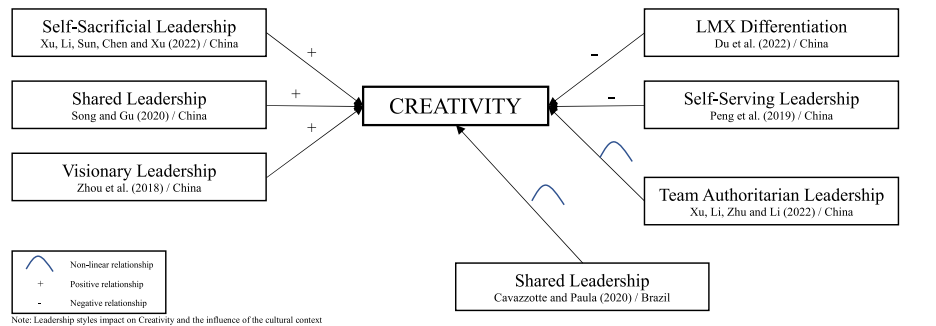 Self-Sacrificial Leadership
Xu, Li, Sun, Chen and Xu (2022) / China
+
Shared Leadership
Song and Gu (2020) / China
+
Visionary Leadership
Zhou et al. (2018) / China
+
CREATIVITY
LMX Differentiation
Du et al. (2022) / China
-
Self-Serving Leadership
Peng et al. (2019) / China
-
Team Authoritarian Leadership
Xu, Li, Zhu and Li (2022) / China
Shared Leadership
Cavazzotte and Paula (2020) / Brazil
Non-linear relationship
+ Positive relationship
- Negative relationship
Note: Leadership styles impact on Creativity and the influence of the cultural context